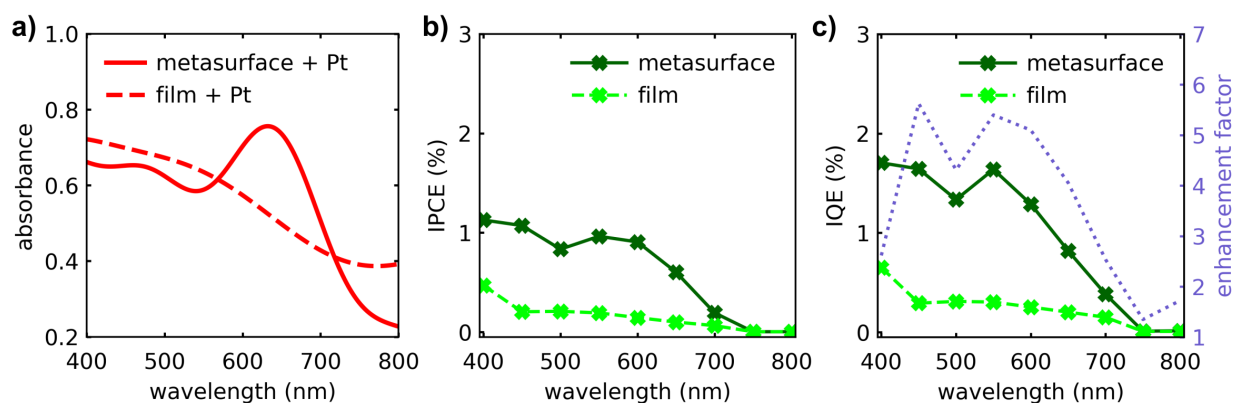 a)
1.0
0.8
0.6
0.4
0.2
absorbance
metasurface + Pt
film + Pt
400 500 600 700 800
wavelength (nm)
b)
3
2
1
0
IPCE (%)
metasurface
film
400 500 600 700 800
wavelength (nm)
c)
3
2
1
0
IQE (%)
metasurface
film
400 500 600 700 800
wavelength (nm)
7
6
5
4
3
2
1
enhancement factor